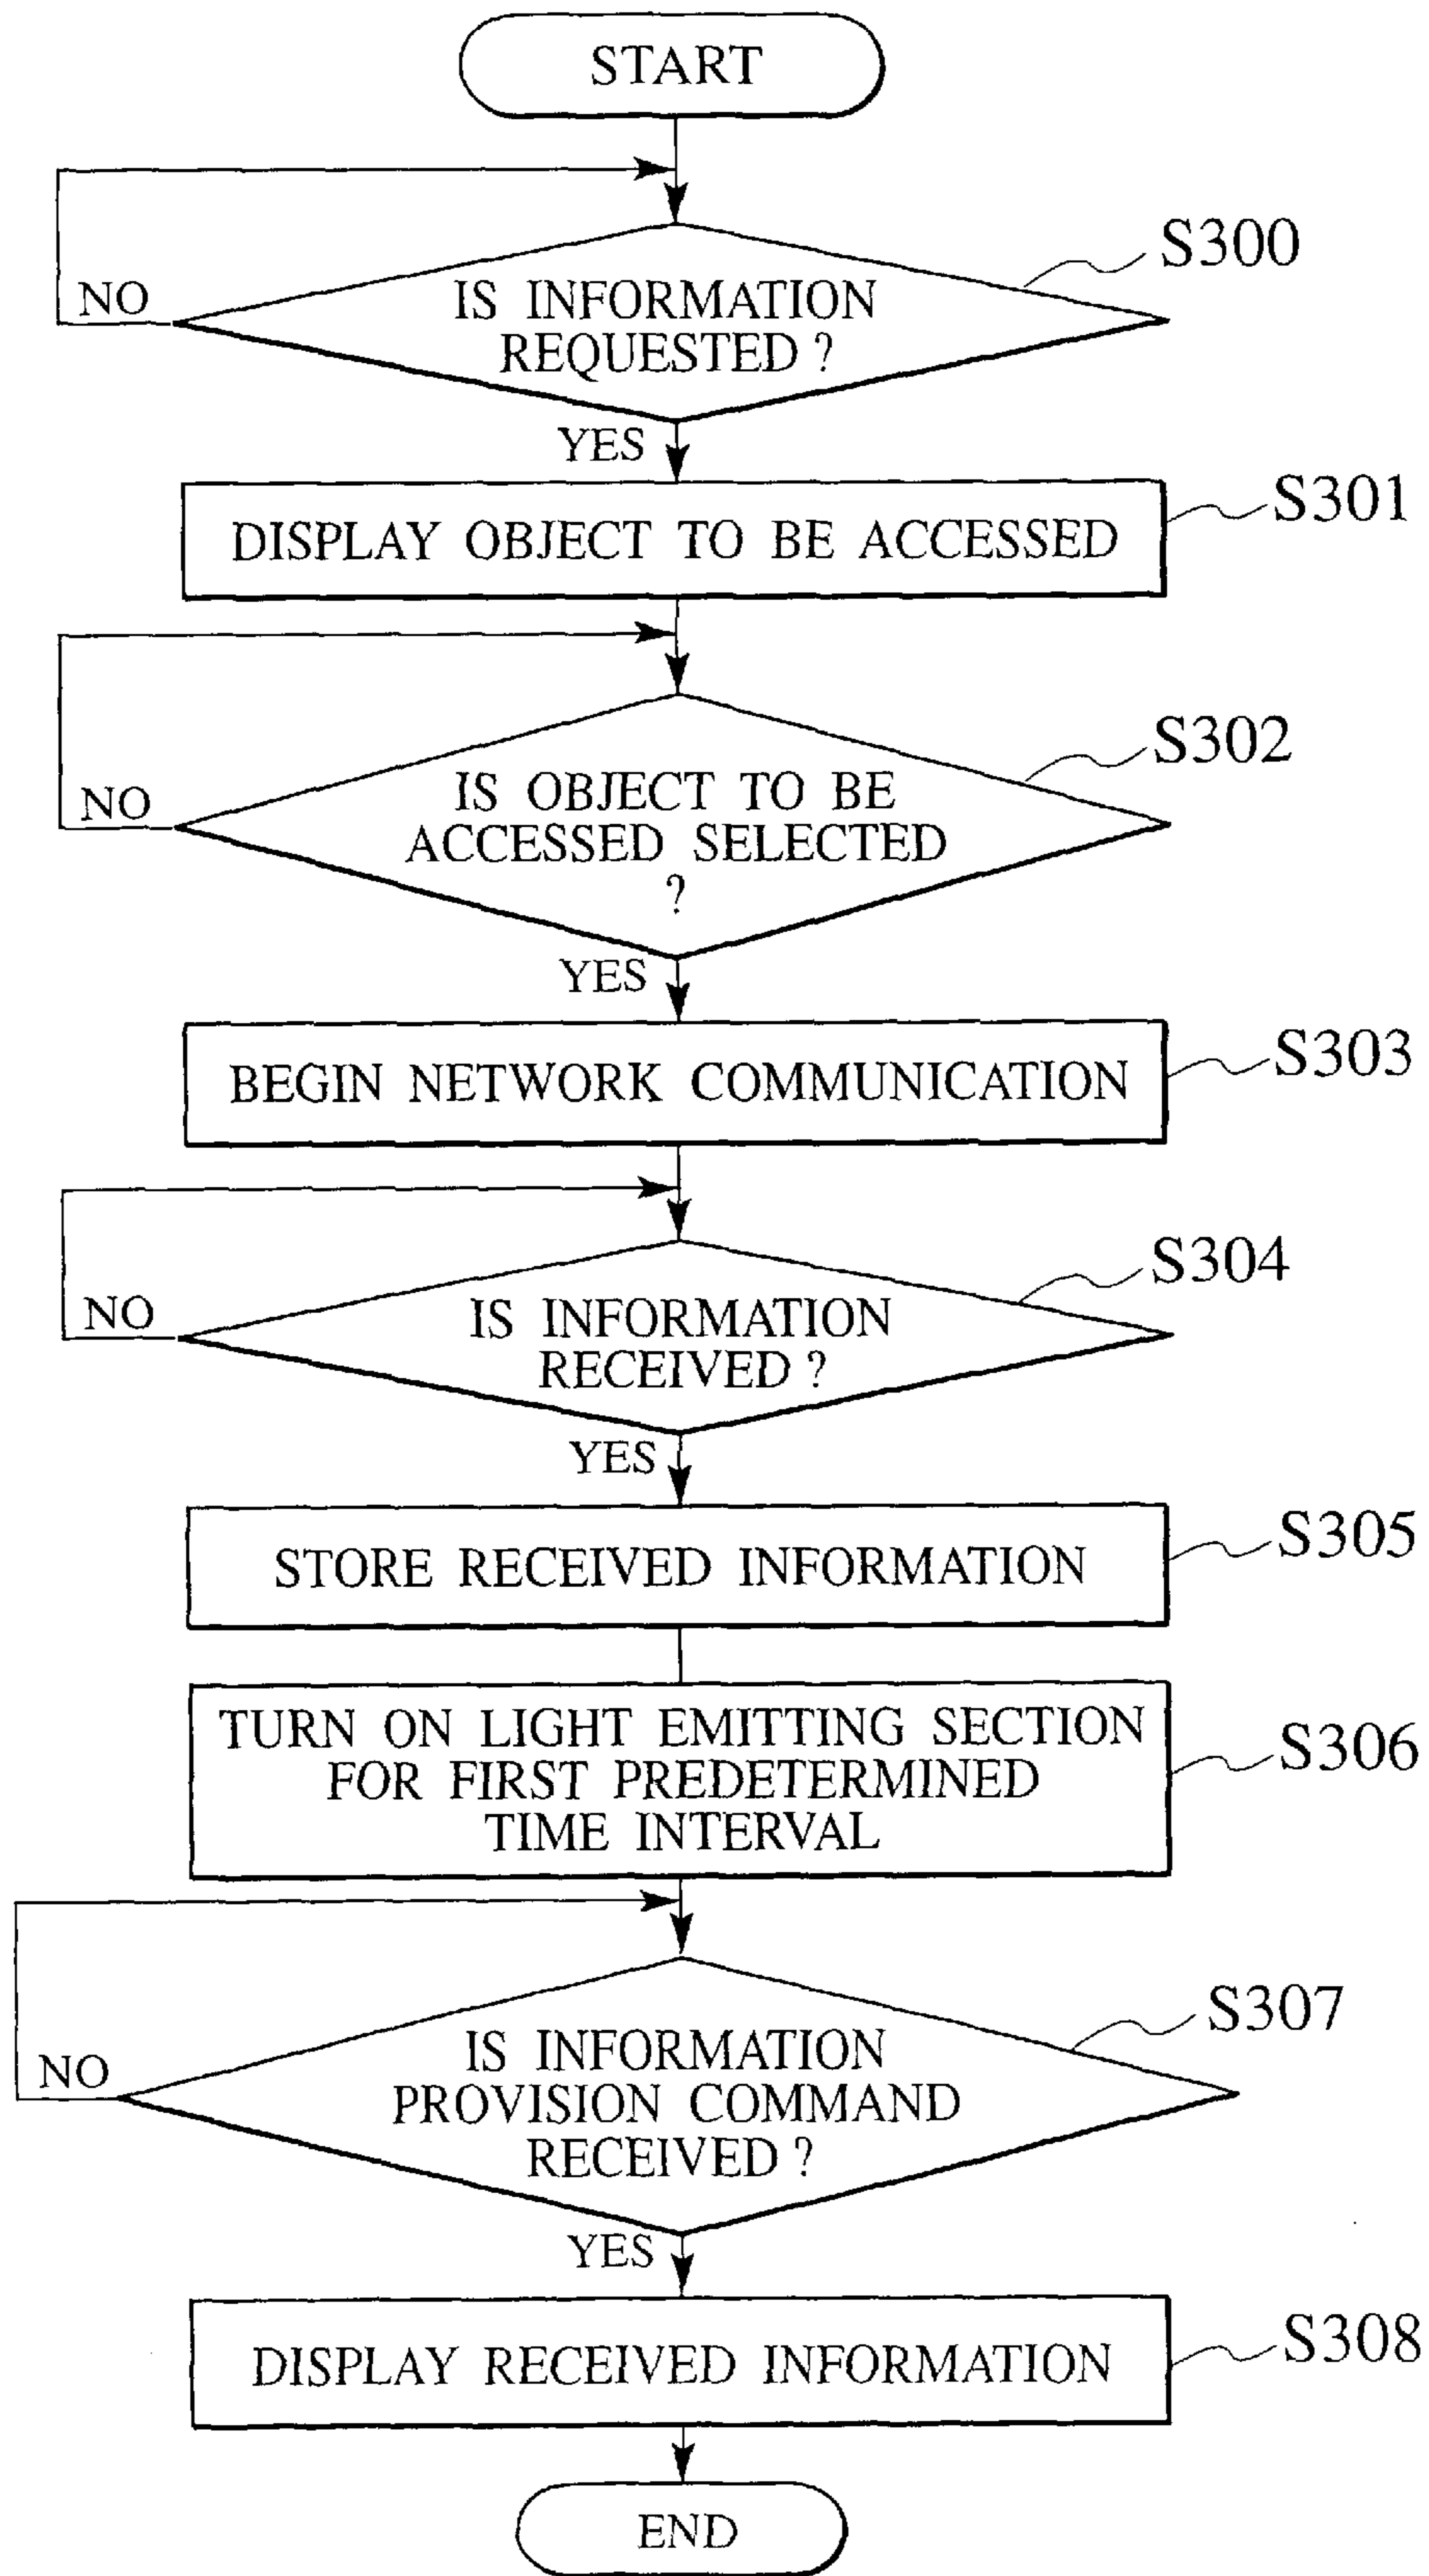 START
S300
IS INFORMATION
REQUESTED ?
NO
YES
S301
DISPLAY OBJECT TO BE ACCESSED
S302
IS OBJECT TO BE
ACCESSED SELECTED
?
NO
YES
S303
BEGIN NETWORK COMMUNICATION
S304
IS INFORMATION
RECEIVED ?
NO
YES
S305
STORE RECEIVED INFORMATION
S306
TURN ON LIGHT EMITTING SECTION
FOR FIRST PREDETERMINED
TIME INTERVAL
S307
IS INFORMATION
PROVISION COMMAND
RECEIVED ?
NO
YES
S308
DISPLAY RECEIVED INFORMATION
END